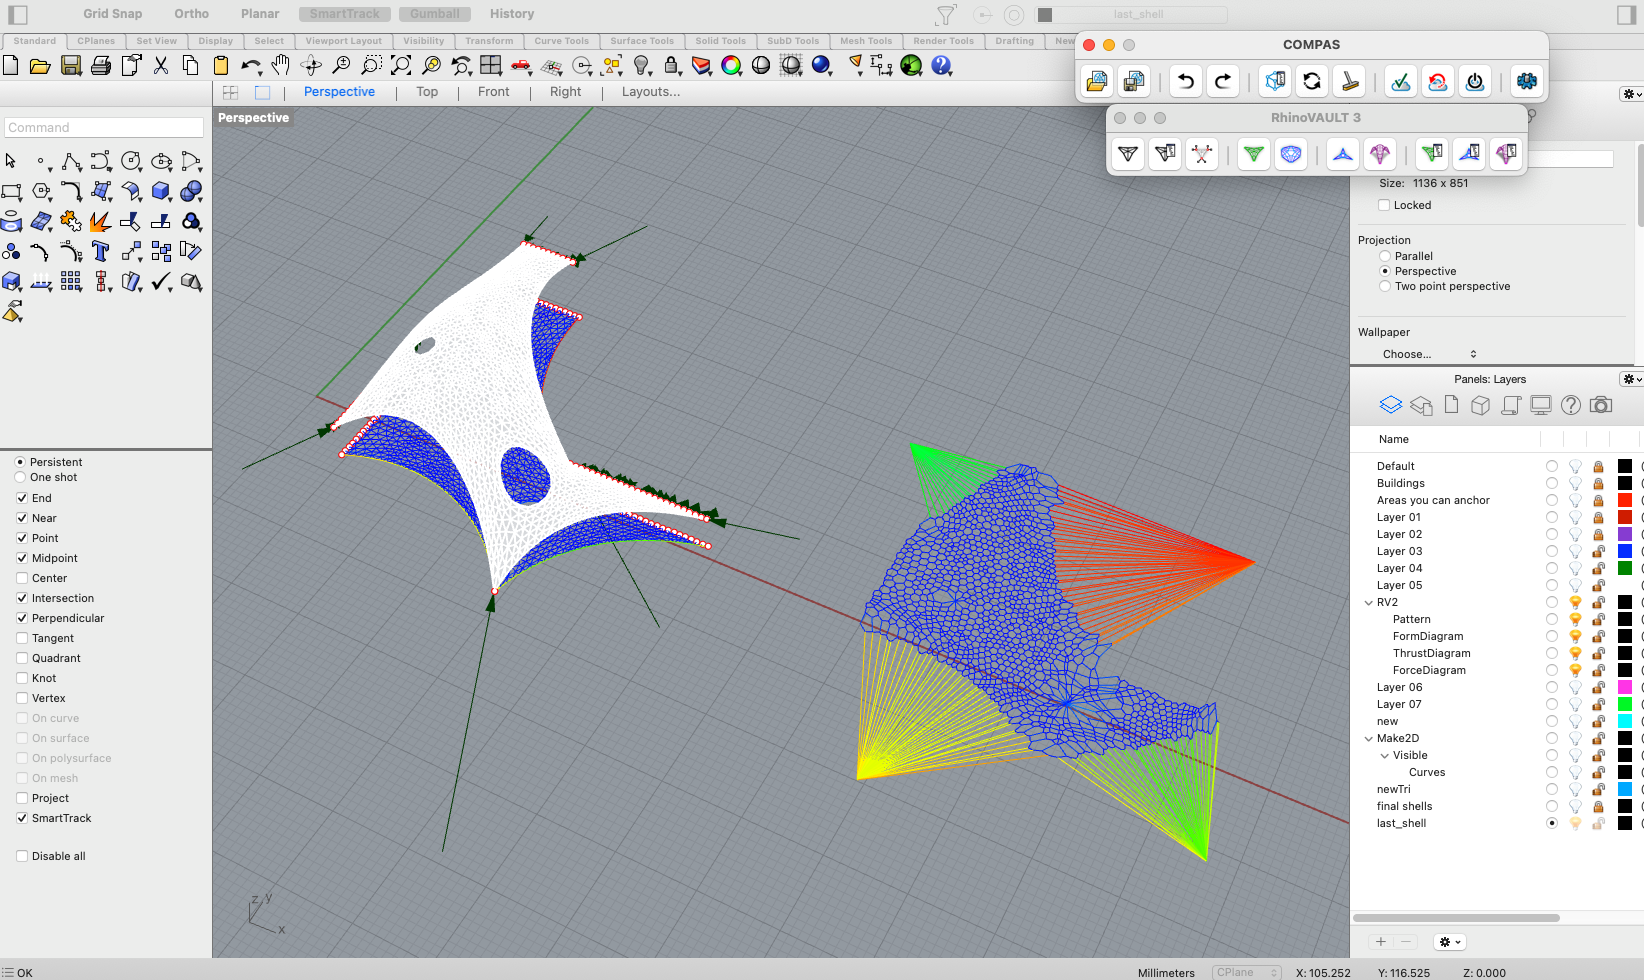 Grid Snap Ortho Planar SmartTrack Gumball History last_shell
Standard CPlanes Set View Display Select Viewport Layout Visibility Transform Curve Tools Surface Tools Solid Tools SubD Tools Mesh Tools Render Tools Drafting New
COMPAS
Perspective Top Front Right Layouts...
Perspective
RhinoVAULT 3
Command
Size: 1136 x 851
Locked
Projection
Parallel
Perspective
Two point perspective
Wallpaper
Choose...
Panels: Layers
Name
Default
Buildings
Areas you can anchor
Layer 01
Layer 02
Layer 03
Layer 04
Layer 05
RV2
Pattern
FormDiagram
ThrustDiagram
ForceDiagram
Layer 06
Layer 07
new
Make2D
Visible
Curves
newTri
final shells
last_shell
Persistent
One shot
End
Near
Point
Midpoint
Center
Intersection
Perpendicular
Tangent
Quadrant
Knot
Vertex
On curve
On surface
On polysurface
On mesh
Project
SmartTrack
Disable all
z y
x
OK
Millimeters CPlane X: 105.252 Y: 116.525 Z: 0.000